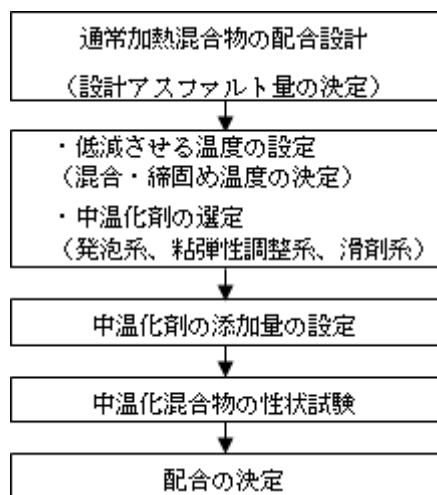 通常加熱混合物の配合設計
（設計アスファルト量の決定）
・低減させる温度の設定
（混合・締固め温度の決定）
・中温化剤の選定
（発泡系、粘弾性調整系、滑剤系）
中温化剤の添加量の設定
中温化混合物の性状試験
配合の決定